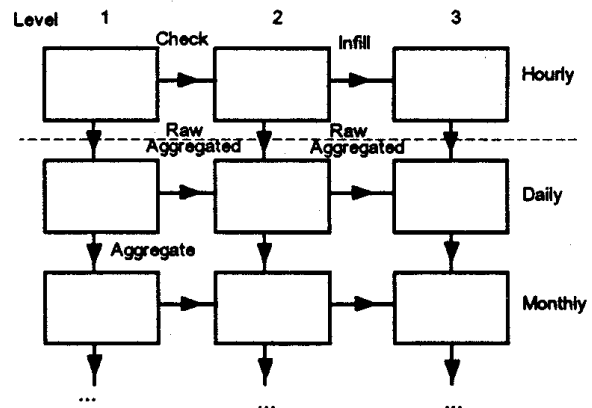 Level 1 2 3
Check
Infill
Hourly
Raw Raw
Aggregated Aggregated
Daily
Aggregate
Monthly
... ... ...